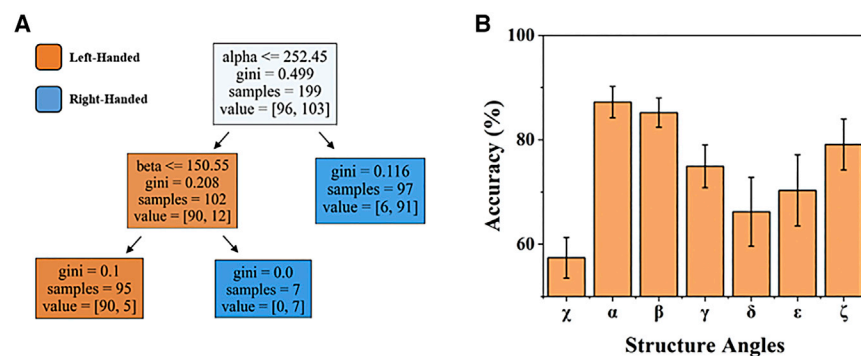 A
Left-Handed
Right-Handed
alpha <= 252.45
gini = 0.499
samples = 199
value = [96, 103]
beta <= 150.55
gini = 0.208
samples = 102
value = [90, 12]
gini = 0.116
samples = 97
value = [6, 91]
gini = 0.1
samples = 95
value = [90, 5]
gini = 0.0
samples = 7
value = [0, 7]
B
Accuracy (%)
100
80
60
χ α β γ δ ε ζ
Structure Angles